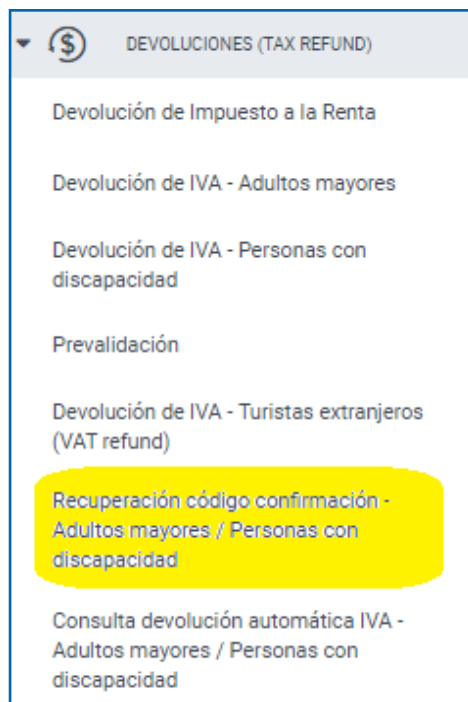 DEVOLUCIONES (TAX REFUND)
Devolución de Impuesto a la Renta
Devolución de IVA - Adultos mayores
Devolución de IVA - Personas con
discapacidad
Prevalidación
Devolución de IVA - Turistas extranjeros
(VAT refund)
Recuperación código confirmación -
Adultos mayores / Personas con
discapacidad
Consulta devolución automática IVA -
Adultos mayores / Personas con
discapacidad